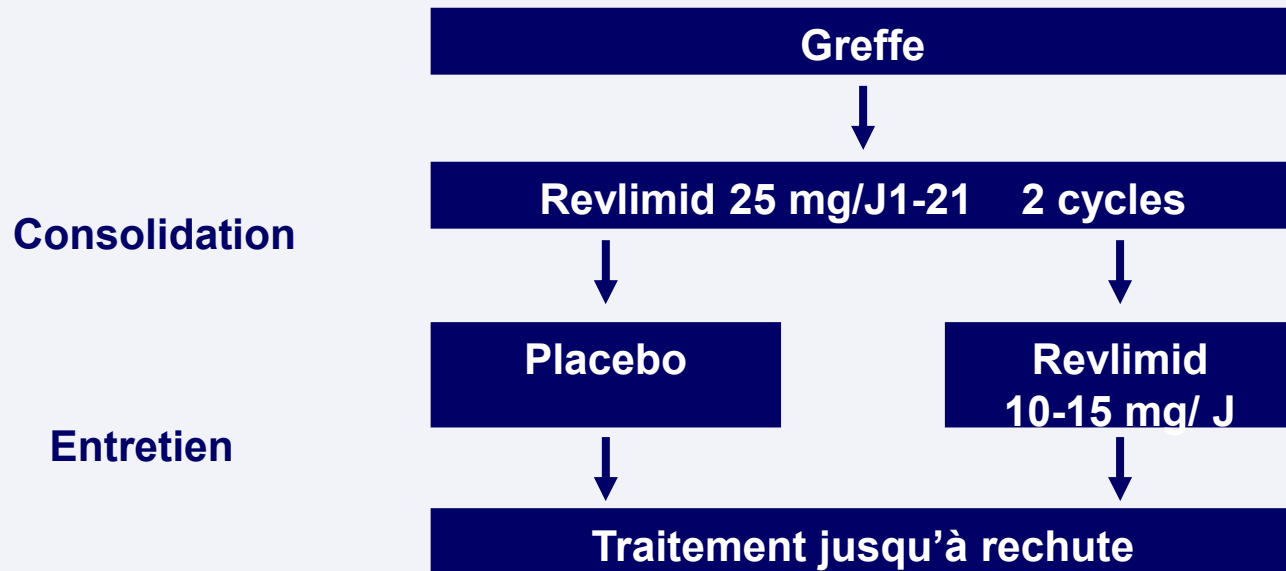 Greffe
Revlimid 25 mg/J1-21 2 cycles
Consolidation
Placebo
Revlimid
10-15 mg/ J
Entretien
Traitement jusqu’à rechute